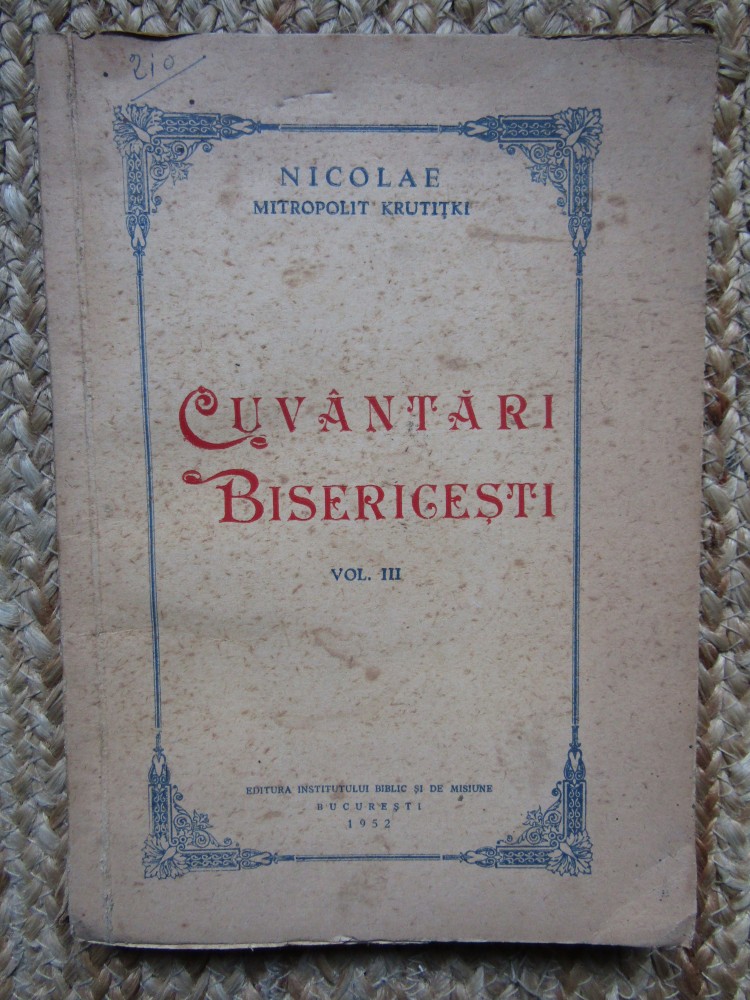 210
NICOLAE
MITROPOLIT KRUTIȚKI
CUVÂNTĂRI
BISERICEȘTI
VOL. III
EDITURA INSTITUTULUI BIBLIC ȘI DE MISIUNE
BUCUREȘTI
1952